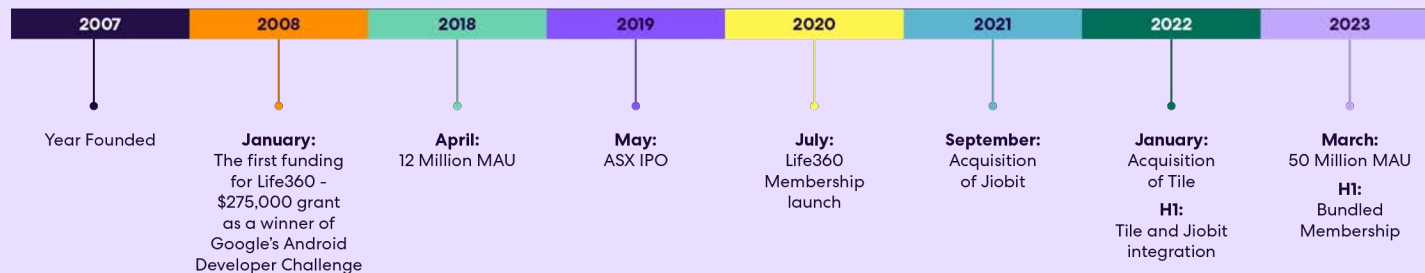 2007
2008
2018
2019
2020
2021
2022
2023
Year Founded
January:
The first funding
for Life360 -
$275,000 grant
as a winner of
Google's Android
Developer Challenge
April:
12 Million MAU
May:
ASX IPO
July:
Life360
Membership
launch
September:
Acquisition
of Jiobit
January:
Acquisition
of Tile
H1:
Tile and Jiobit
integration
March:
50 Million MAU
H1:
Bundled
Membership